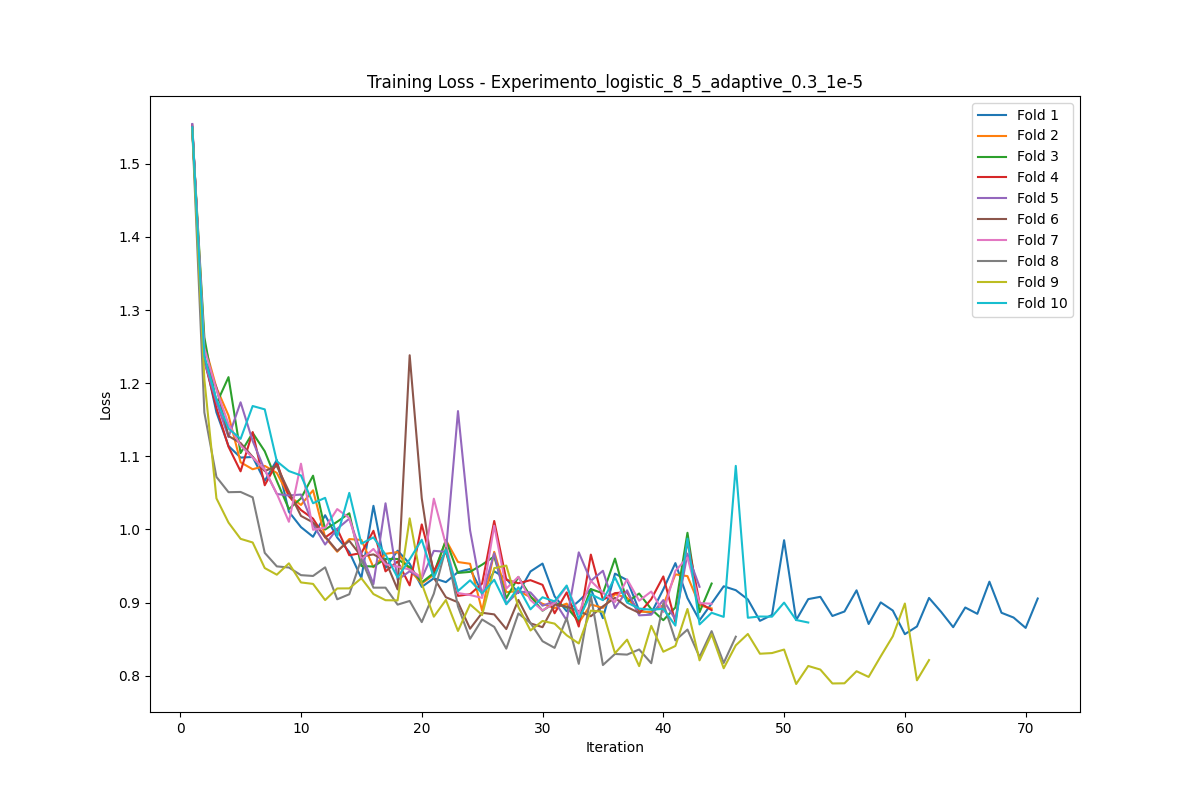 Training Loss - Experimento_logistic_8_5_adaptive_0.3_1e-5
Fold 1
Fold 2
Fold 3
Fold 4
Fold 5
Fold 6
Fold 7
Fold 8
Fold 9
Fold 10
1.5
1.4
1.3
1.2
1.1
1.0
0.9
0.8
Loss
0 10 20 30 40 50 60 70
Iteration